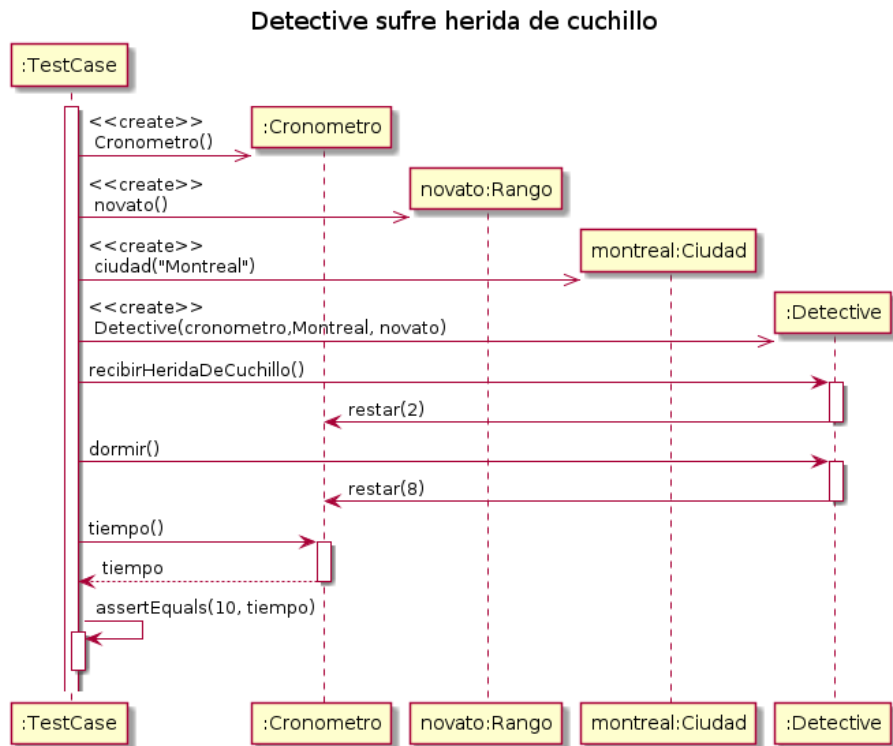 Detective sufre herida de cuchillo
:TestCase
<<create>>
Cronometro()
:Cronometro
<<create>>
novato()
novato:Rango
<<create>>
ciudad("Montreal")
montreal:Ciudad
<<create>>
Detective(cronometro,Montreal, novato)
:Detective
recibirHeridaDeCuchillo()
restar(2)
dormir()
restar(8)
tiempo()
tiempo
assertEquals(10, tiempo)
:TestCase
:Cronometro
novato:Rango
montreal:Ciudad
:Detective